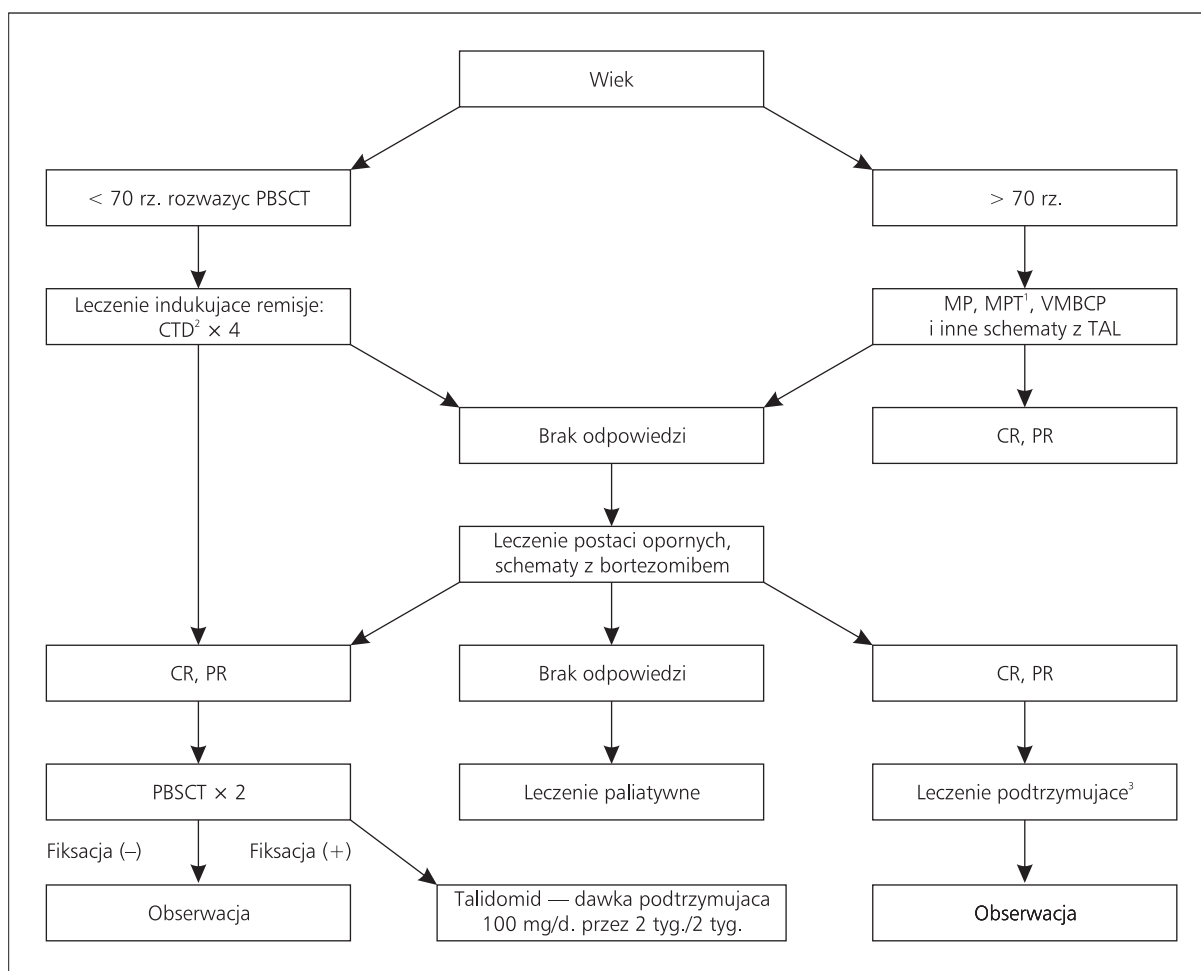 Wiek
< 70 rz. rozwazyc PBSCT
> 70 rz.
Leczenie indukujace remisje:
CTD² × 4
MP, MPT¹, VMBCP
i inne schematy z TAL
Brak odpowiedzi
CR, PR
Leczenie postaci opornych,
schematy z bortezomibem
CR, PR
Brak odpowiedzi
CR, PR
PBSCT × 2
Leczenie paliatywne
Leczenie podtrzymujace³
Fiksacja (–)
Fiksacja (+)
Obserwacja
Talidomid — dawka podtrzymujaca
100 mg/d. przez 2 tyg./2 tyg.
Obserwacja